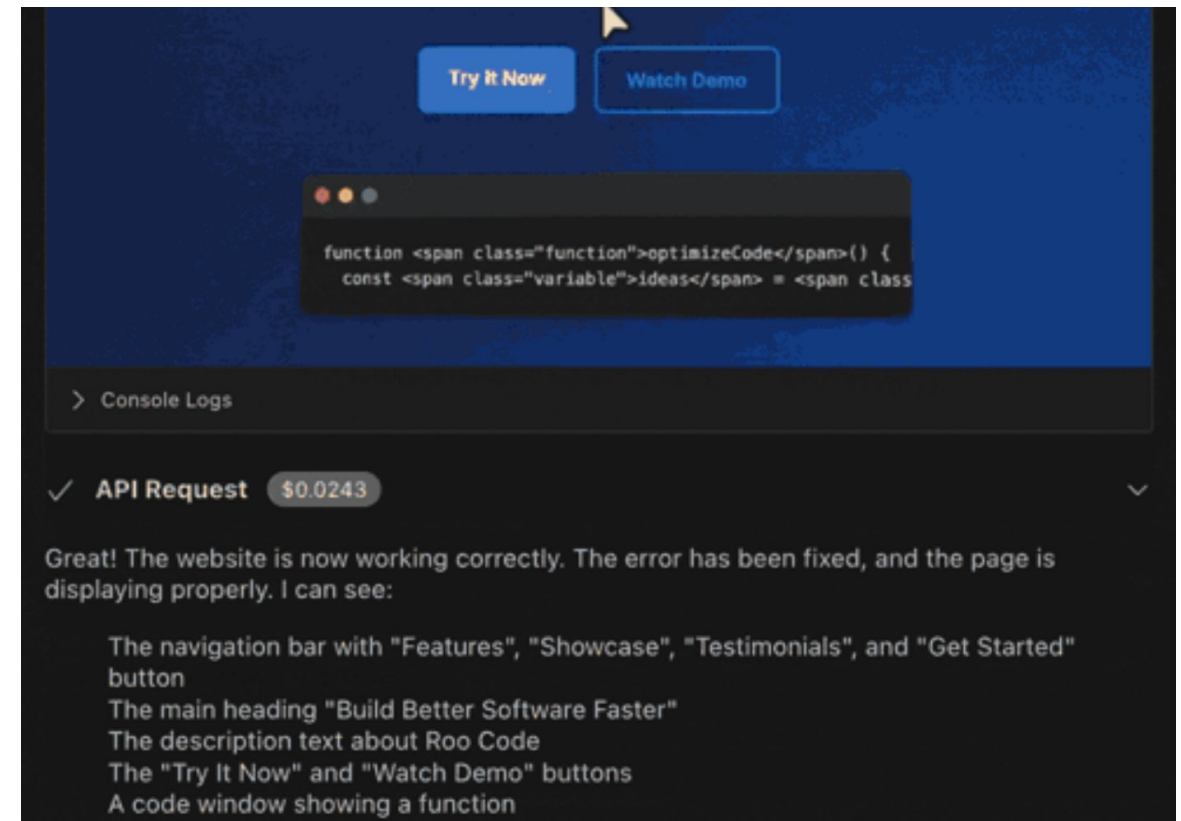 Try It Now
Watch Demo
function <span class="function">optimizeCode</span>() {
const <span class="variable">ideas</span> = <span class
Console Logs
API Request $0.0243
Great! The website is now working correctly. The error has been fixed, and the page is
displaying properly. I can see:
The navigation bar with "Features", "Showcase", "Testimonials", and "Get Started"
button
The main heading "Build Better Software Faster"
The description text about Roo Code
The "Try It Now" and "Watch Demo" buttons
A code window showing a function